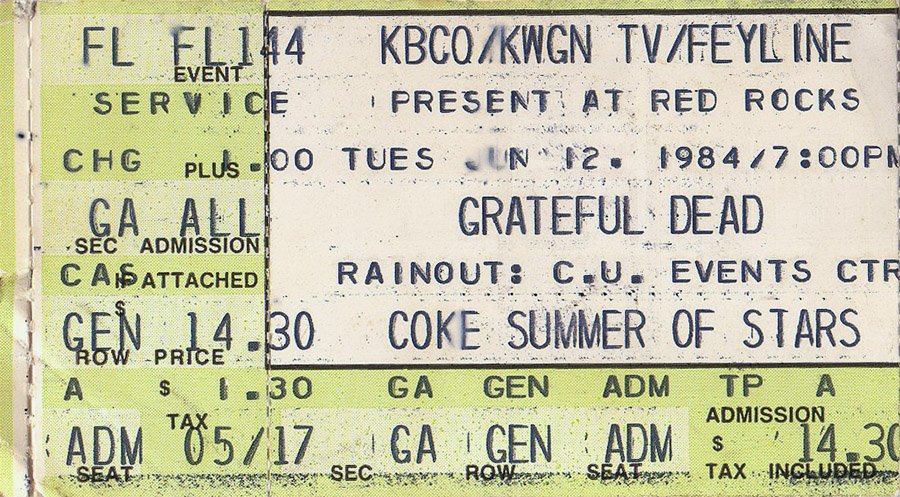 FL FL144 KBCO/KWGN TV/FEYLINE
EVENT
SERVICE PRESENT AT RED ROCKS
CHG 1.00 TUES JUN 12. 1984/7:00PM
PLUS
GA ALL GRATEFUL DEAD
SEC ADMISSION
CAS RAINOUT: C.U. EVENTS CTR
IF ATTACHED
$
GEN 14.30 COKE SUMMER OF STARS
ROW PRICE
A $ 1.30 GA GEN ADM TP A
TAX ADMISSION
ADM 05/17 GA GEN ADM $ 14.30
SEAT SEC ROW SEAT TAX INCLUDED